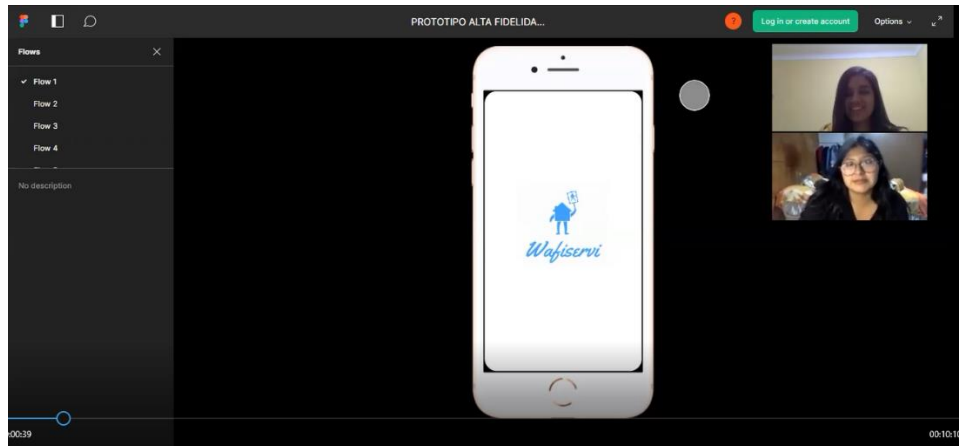 PROTOTIPO ALTA FIDELIDA...
?
Log in or create account
Options
Flows
Flow 1
Flow 2
Flow 3
Flow 4
No description
Wafiservi
:00:39
00:10:10